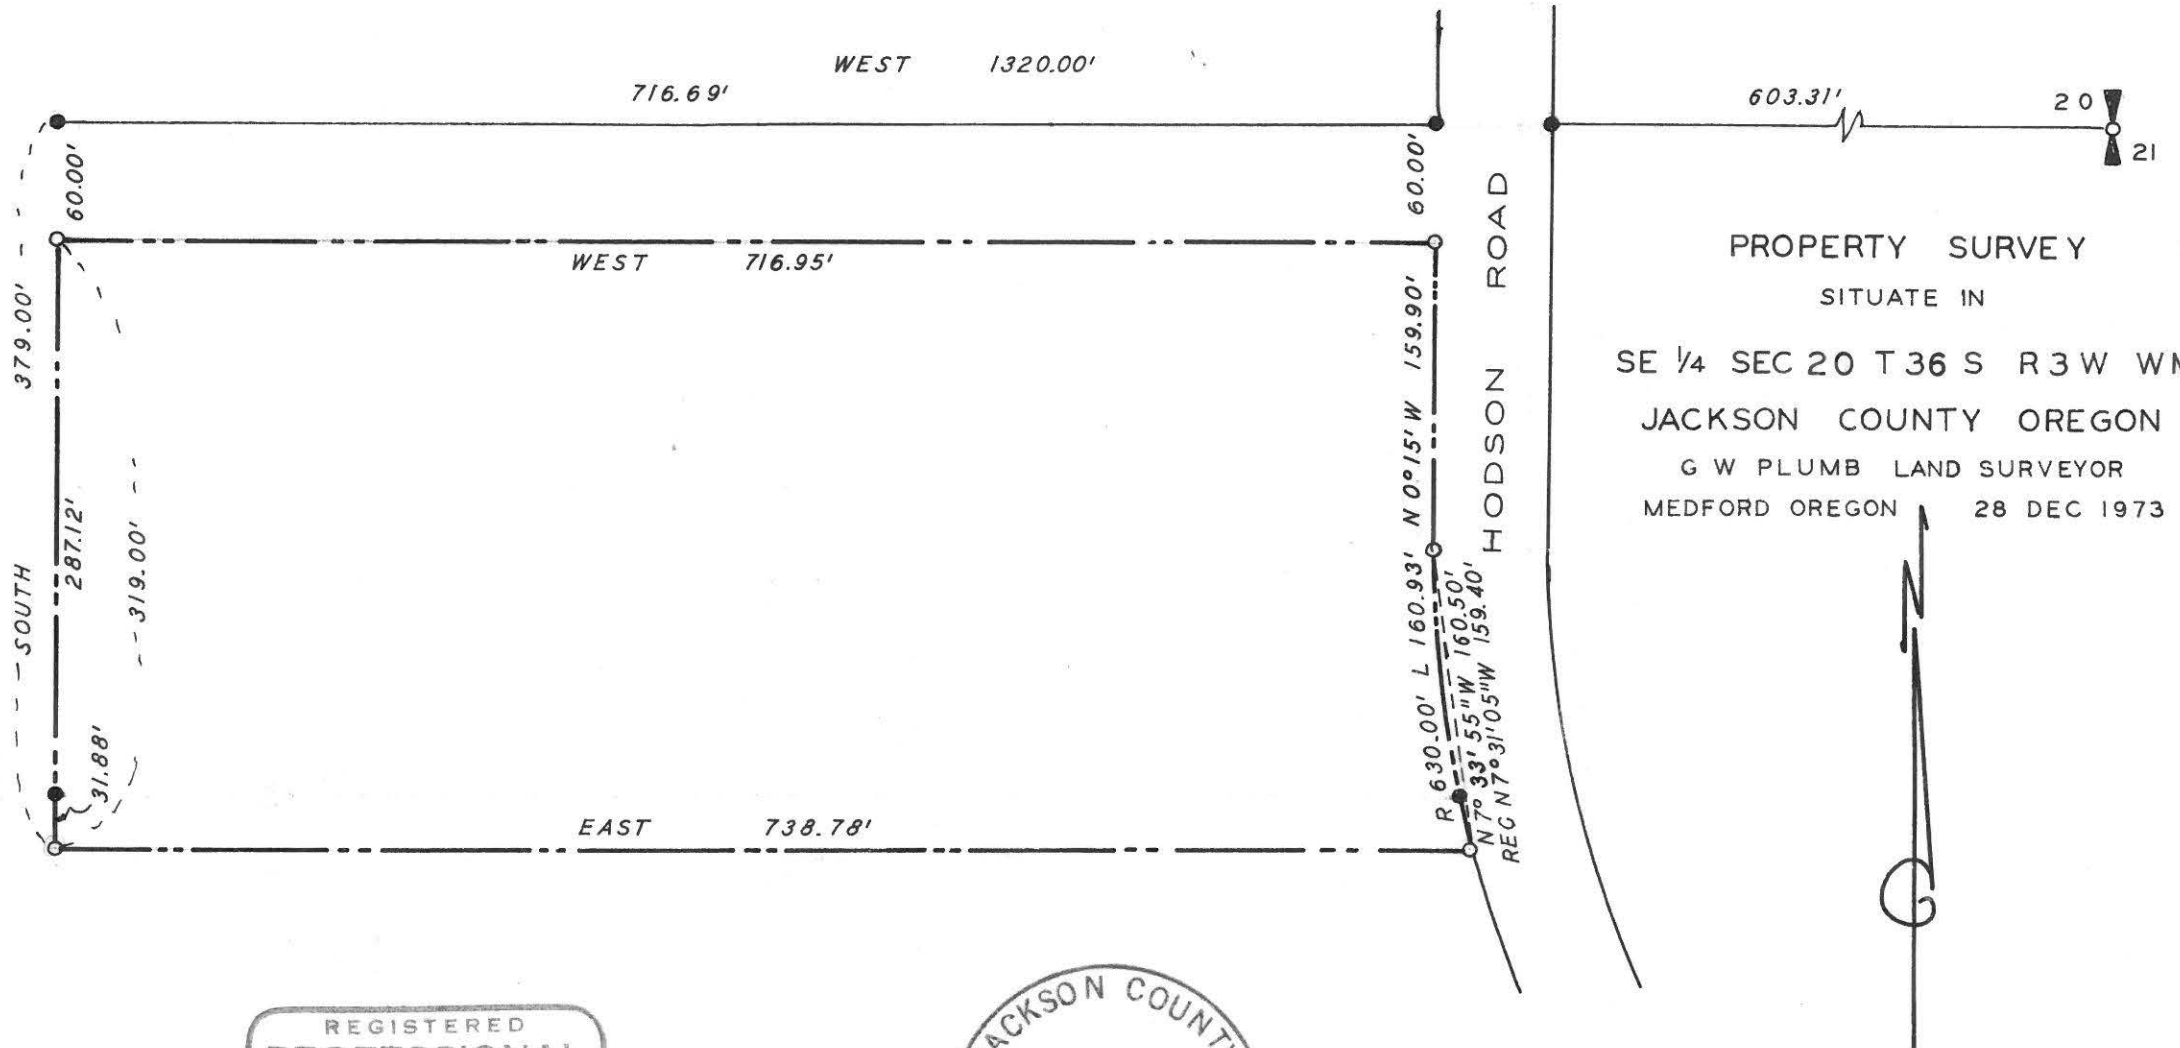 WEST 1320.00'
716.69'
603.31'
20
21
60.00'
60.00'
WEST 716.95'
379.00'
SOUTH
287.12'
319.00'
31.88'
N 0°15' W 159.90'
R 630.00' L 160.93'
N 7° 33' 55" W 160.50'
REC N 7° 31' 05" W 159.40'
EAST 738.78'
HODSON ROAD
PROPERTY SURVEY
SITUATE IN
SE 1/4 SEC 20 T 36 S R 3 W WM
JACKSON COUNTY OREGON
G W PLUMB LAND SURVEYOR
MEDFORD OREGON 28 DEC 1973
N
REGISTERED
PROFESSIONAL
JACKSON COUNTY